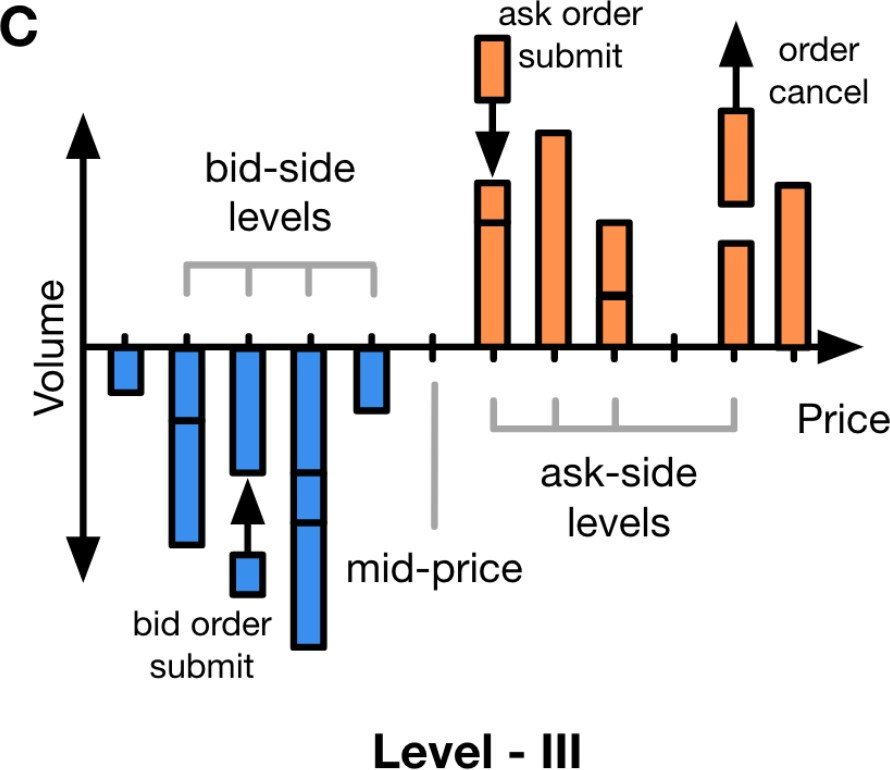 C
ask order
submit
order
cancel
bid-side
levels
Volume
Price
ask-side
levels
mid-price
bid order
submit
Level - III